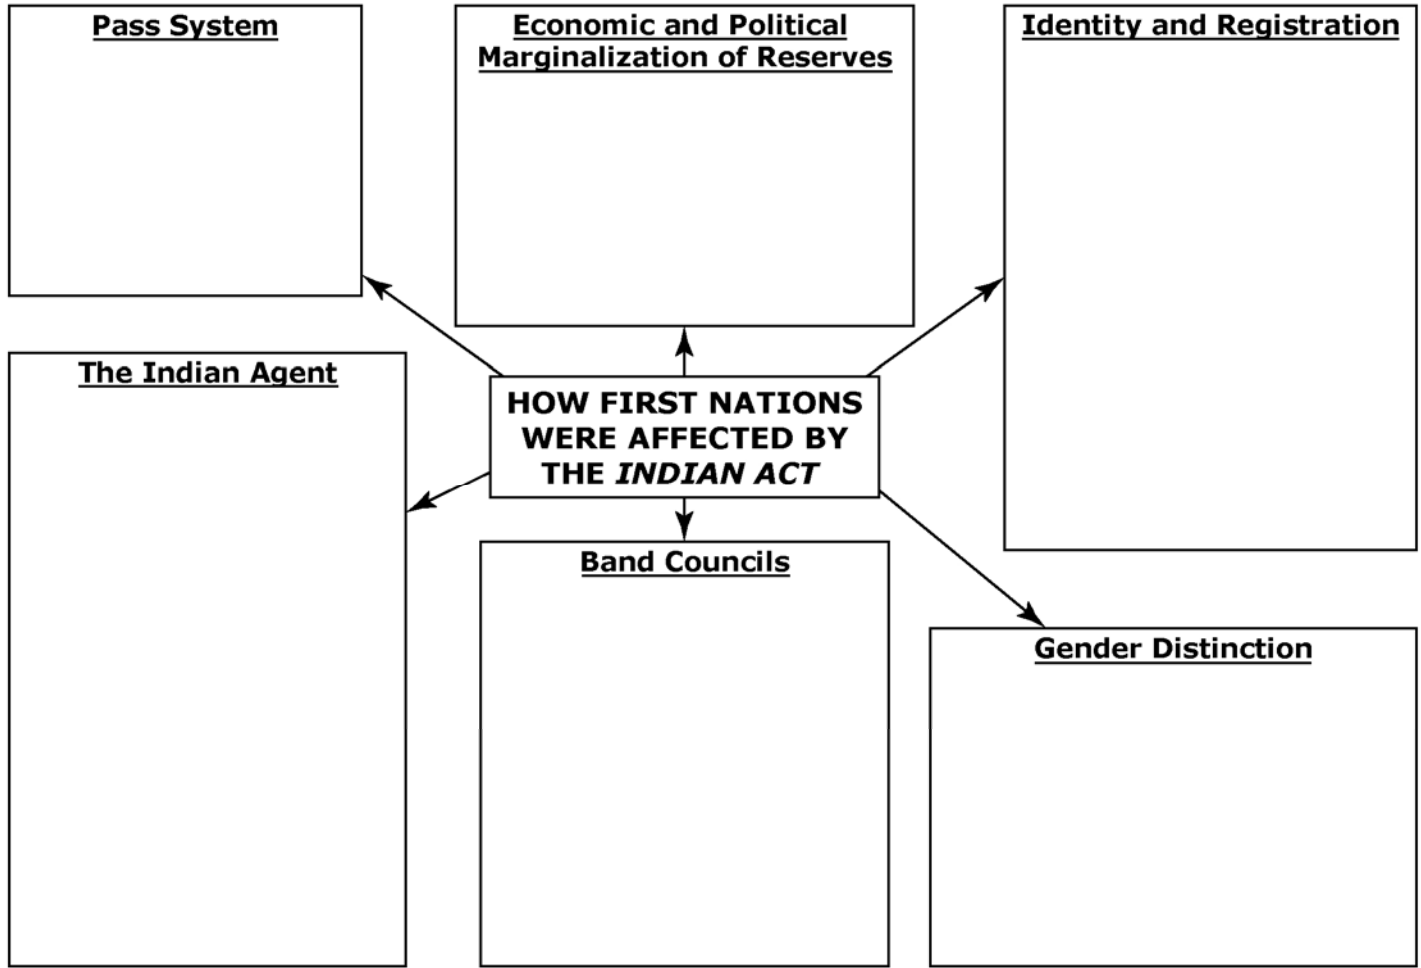 Pass System
Economic and Political
Marginalization of Reserves
Identity and Registration
The Indian Agent
HOW FIRST NATIONS
WERE AFFECTED BY
THE INDIAN ACT
Band Councils
Gender Distinction